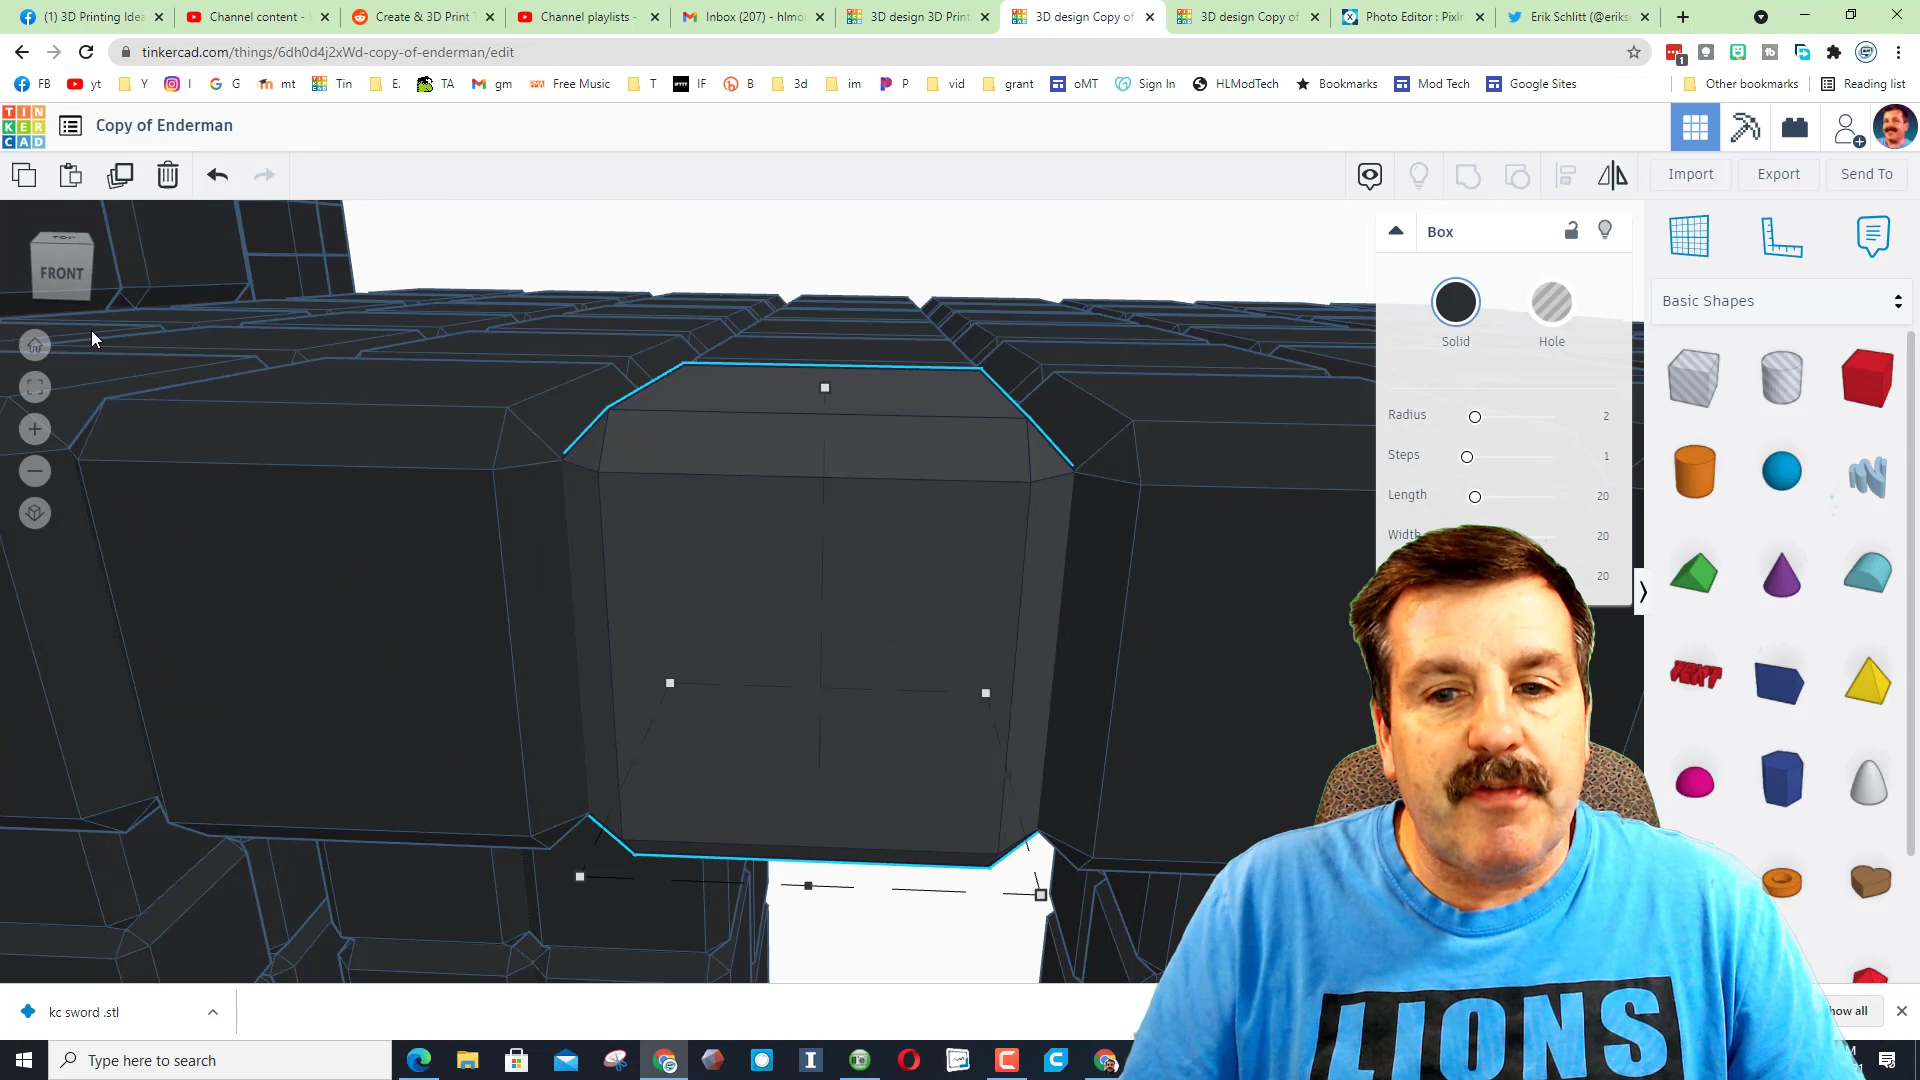 (1) 3D Printing Idea
Channel content -
Create & 3D Print T
Channel playlists -
Inbox (207) - hlmo
3D design 3D Print
3D design Copy of
3D design Copy of
Photo Editor : Pixlr
Erik Schlitt (@eriks
tinkercad.com/things/6dh0d4j2xWd-copy-of-enderman/edit
FB
yt
Y
I
G
mt
Tin
E.
TA
gm
Free Music
T
IF
B
3d
im
P
vid
grant
oMT
Sign In
HLModTech
Bookmarks
Mod Tech
Google Sites
Other bookmarks
Reading list
TINKERCAD
Copy of Enderman
Import
Export
Send To
FRONT
Box
Solid
Hole
Radius 2
Steps 1
Length 20
Width 20
20
Basic Shapes
TEXT
kc sword .stl
Type here to search
LIONS